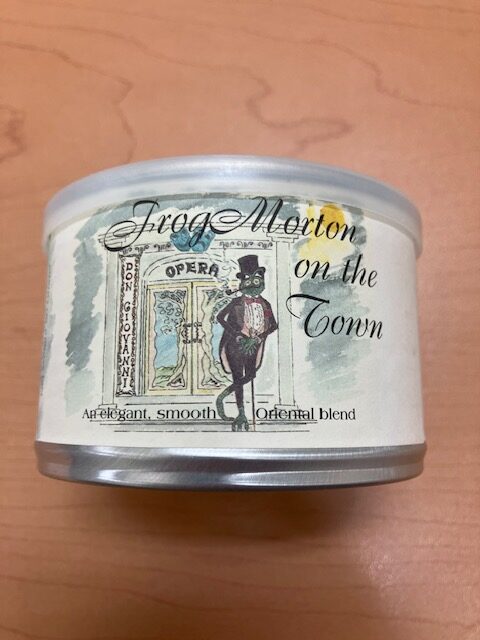 FrogMorton
on the
Town
OPERA
DON GIOVANNI
An elegant, smooth Oriental blend